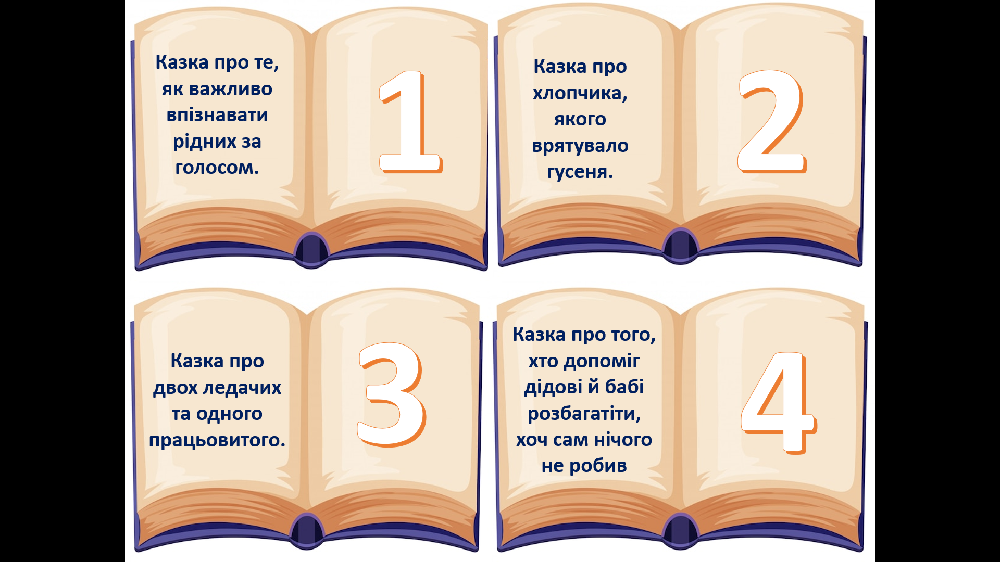 Казка про те,
як важливо
впізнавати
рідних за
голосом.
1
Казка про
хлопчика,
якого
врятувало
гусеня.
2
Казка про
двох ледачих
та одного
працьовитого.
3
Казка про того,
хто допоміг
дідові й бабі
розбагатіти,
хоч сам нічого
не робив
4